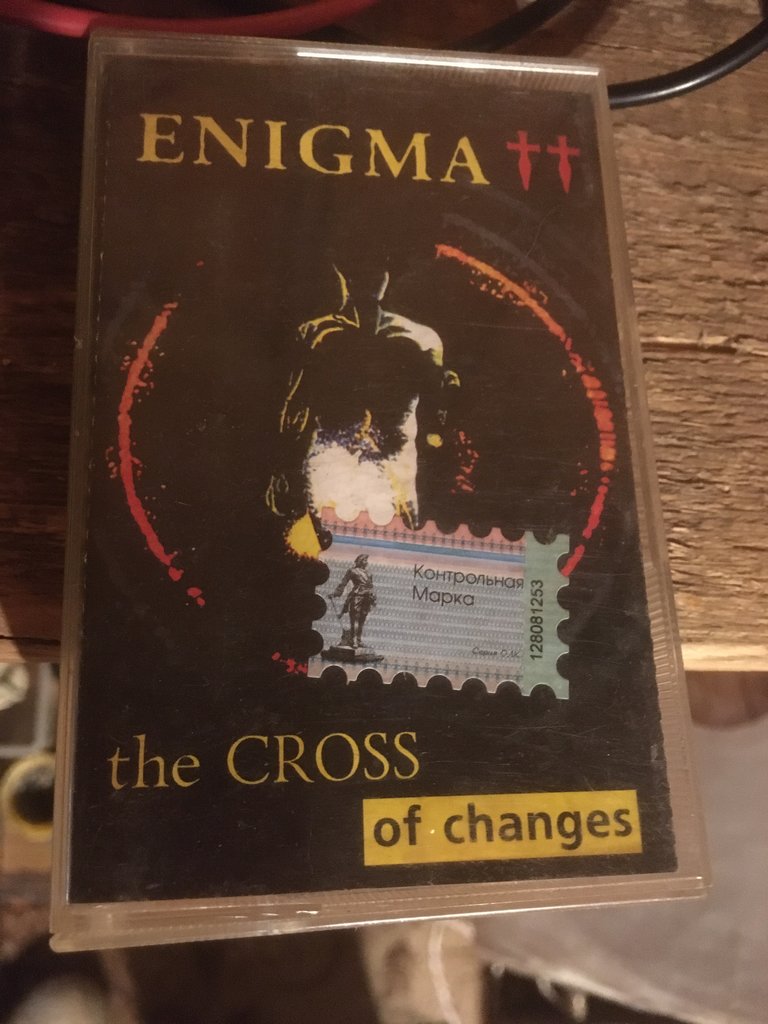 ENIGMA ††
Контрольная
Марка
128081253
the CROSS
of changes